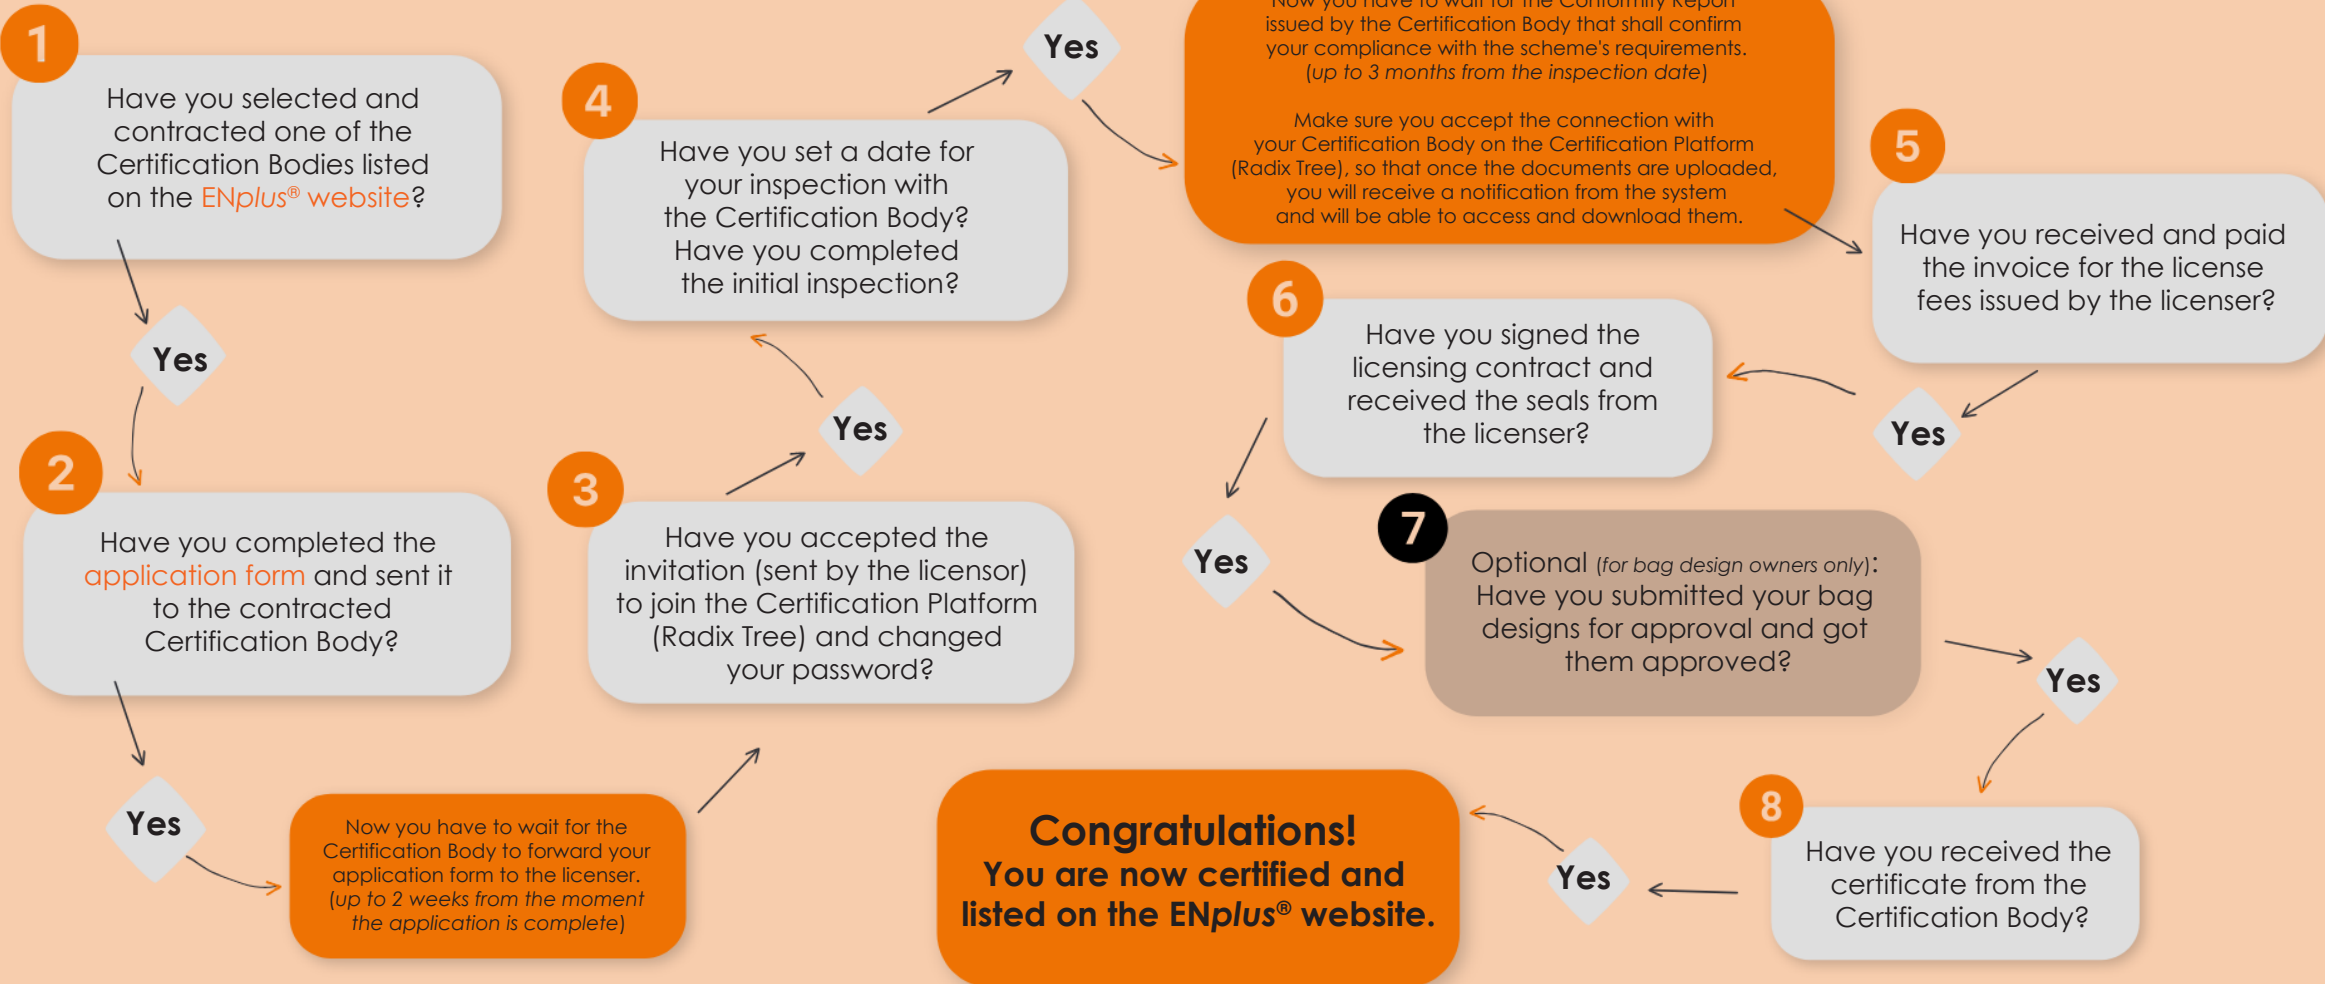 1
Have you selected and
contracted one of the
Certification Bodies listed
on the ENplus® website?
Yes
2
Have you completed the
application form and sent it
to the contracted
Certification Body?
Yes
Now you have to wait for the
Certification Body to forward your
application form to the licenser.
(up to 2 weeks from the moment
the application is complete)
3
Have you accepted the
invitation (sent by the licensor)
to join the Certification Platform
(Radix Tree) and changed
your password?
Yes
4
Have you set a date for
your inspection with
the Certification Body?
Have you completed
the initial inspection?
Yes
Now you have to wait for the Conformity Report
issued by the Certification Body that shall confirm
your compliance with the scheme's requirements.
(up to 3 months from the inspection date)
Make sure you accept the connection with
your Certification Body on the Certification Platform
(Radix Tree), so that once the documents are uploaded,
you will receive a notification from the system
and will be able to access and download them.
5
Have you received and paid
the invoice for the license
fees issued by the licenser?
Yes
6
Have you signed the
licensing contract and
received the seals from
the licenser?
Yes
7
Optional (for bag design owners only):
Have you submitted your bag
designs for approval and got
them approved?
Yes
8
Have you received the
certificate from the
Certification Body?
Yes
Congratulations!
You are now certified and
listed on the ENplus® website.